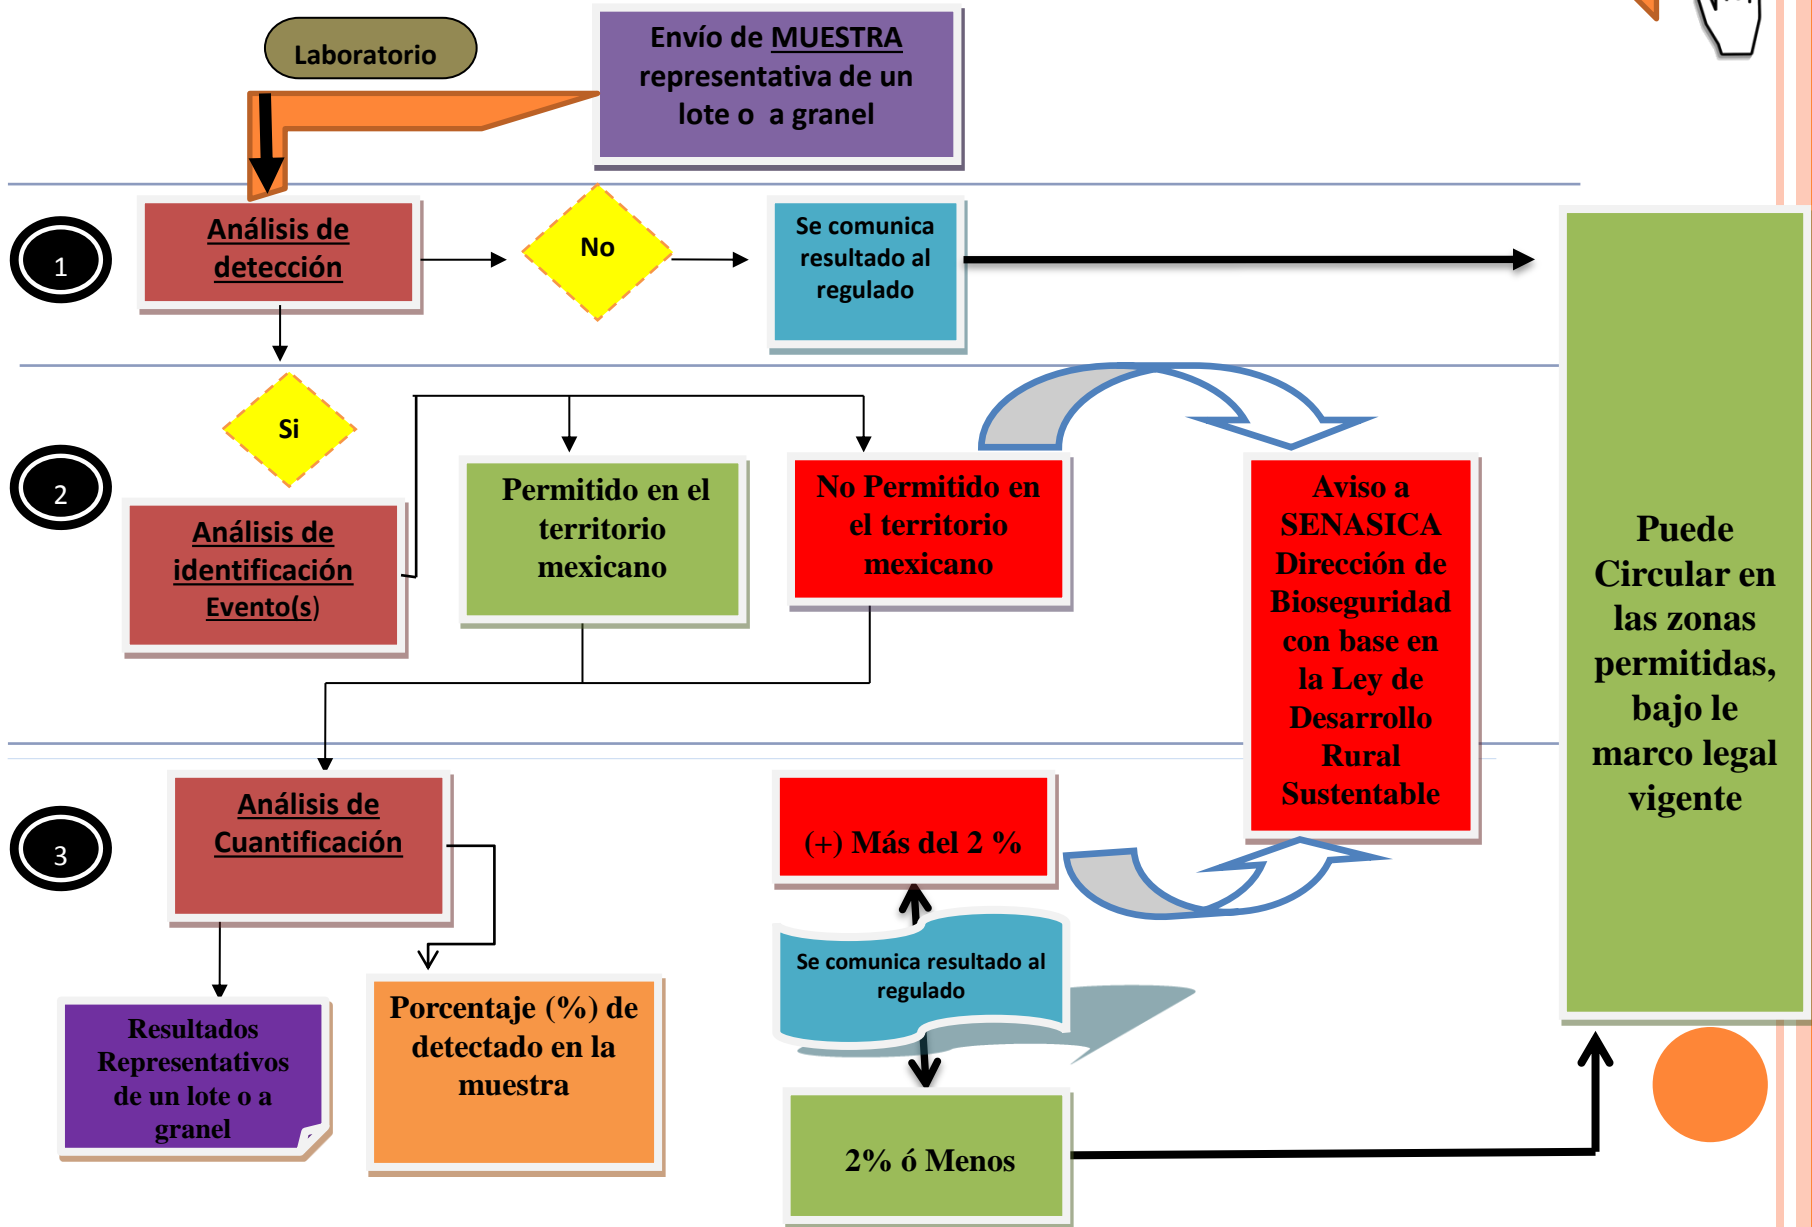 Laboratorio
Envío de MUESTRA
representativa de un
lote o a granel
1
Análisis de
detección
No
Se comunica
resultado al
regulado
2
Si
Análisis de
identificación
Evento(s)
Permitido en el
territorio
mexicano
No Permitido en
el territorio
mexicano
Aviso a
SENASICA
Dirección de
Bioseguridad
con base en
la Ley de
Desarrollo
Rural
Sustentable
Puede
Circular en
las zonas
permitidas,
bajo le
marco legal
vigente
3
Análisis de
Cuantificación
(+) Más del 2 %
Se comunica resultado al
regulado
Resultados
Representativos
de un lote o a
granel
Porcentaje (%) de
detectado en la
muestra
2% ó Menos